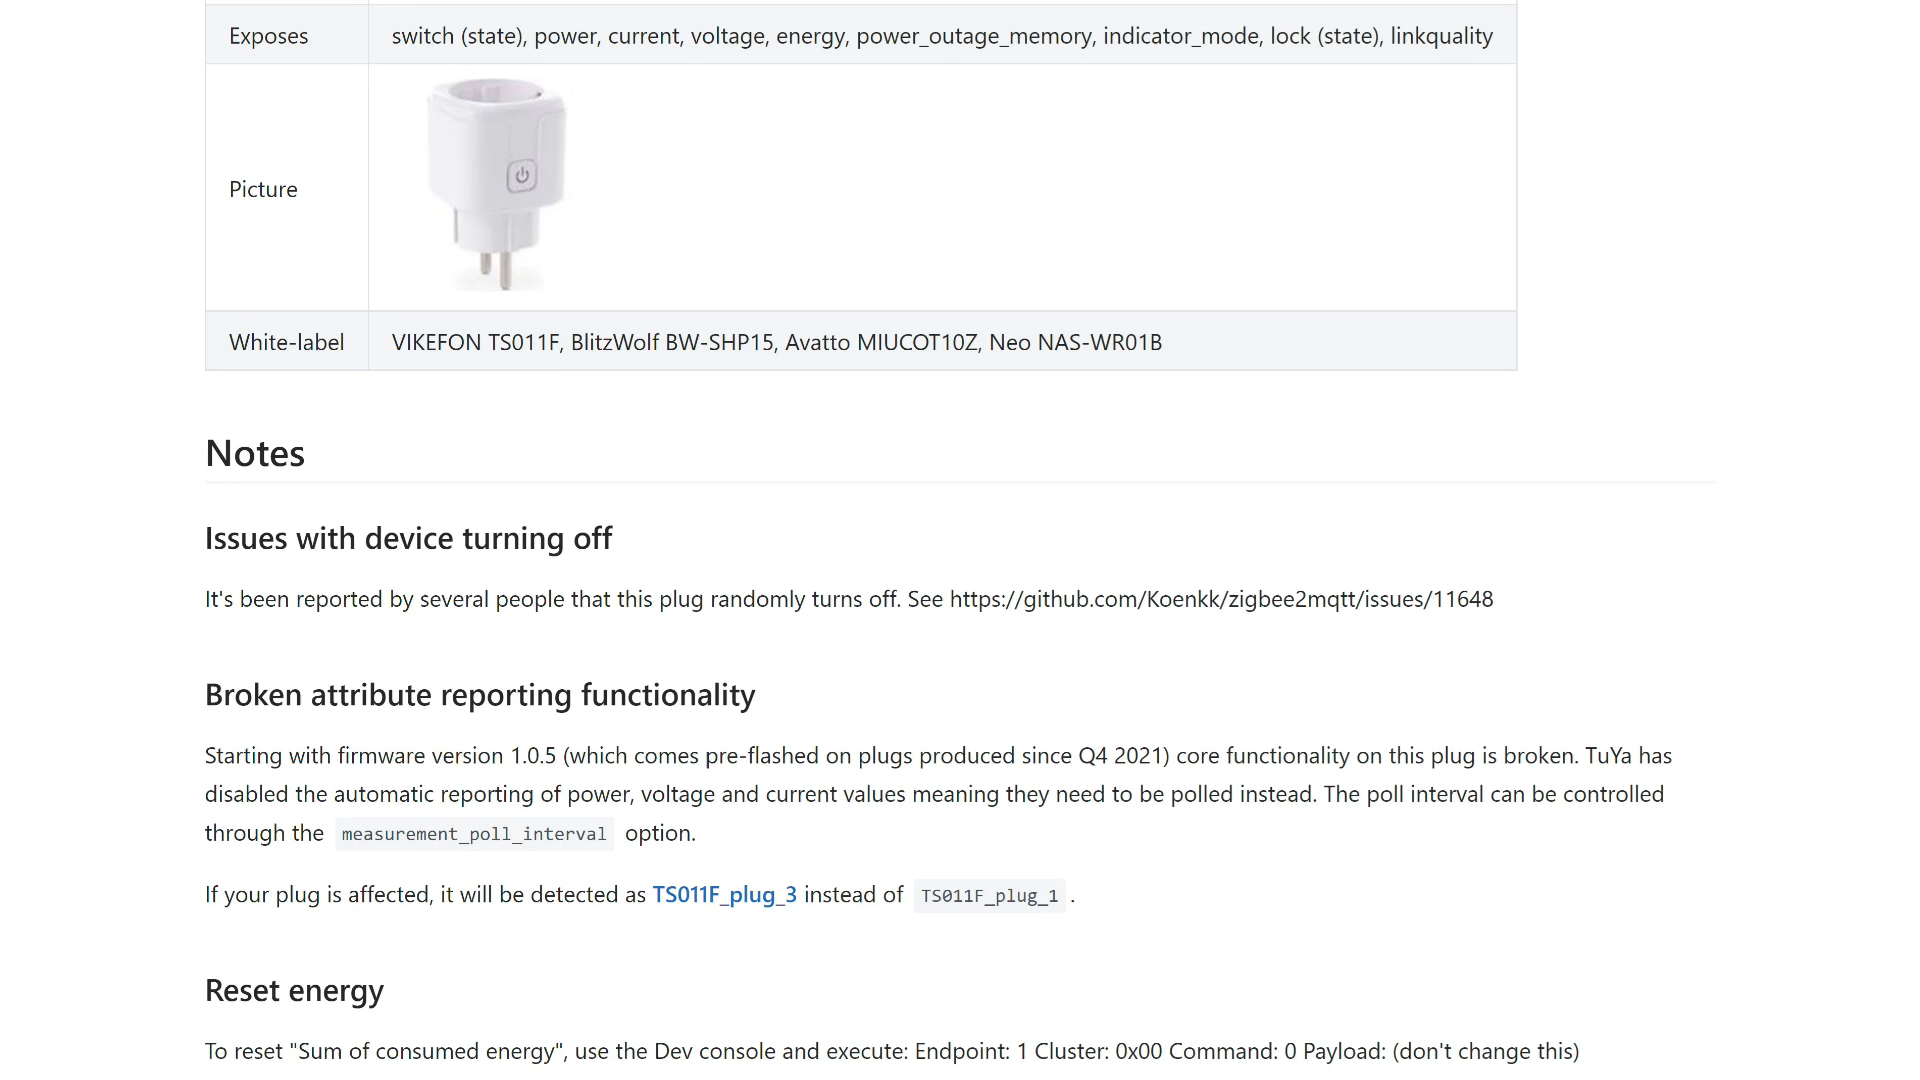 Exposes switch (state), power, current, voltage, energy, power_outage_memory, indicator_mode, lock (state), linkquality
Picture
White-label VIKEFON TS011F, BlitzWolf BW-SHP15, Avatto MIUCOT10Z, Neo NAS-WR01B
Notes
Issues with device turning off
It's been reported by several people that this plug randomly turns off. See https://github.com/Koenkk/zigbee2mqtt/issues/11648
Broken attribute reporting functionality
Starting with firmware version 1.0.5 (which comes pre-flashed on plugs produced since Q4 2021) core functionality on this plug is broken. TuYa has
disabled the automatic reporting of power, voltage and current values meaning they need to be polled instead. The poll interval can be controlled
through the measurement_poll_interval option.
If your plug is affected, it will be detected as TS011F_plug_3 instead of TS011F_plug_1 .
Reset energy
To reset "Sum of consumed energy", use the Dev console and execute: Endpoint: 1 Cluster: 0x00 Command: 0 Payload: (don't change this)